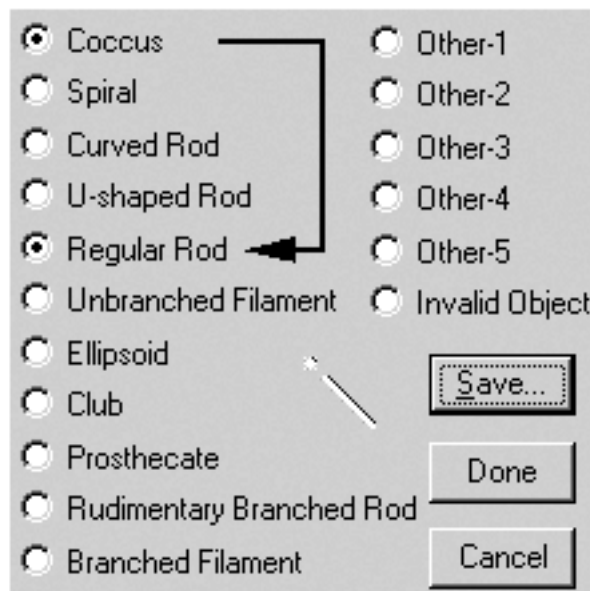 Coccus
Spiral
Curved Rod
U-shaped Rod
Regular Rod
Unbranched Filament
Ellipsoid
Club
Prosthecate
Rudimentary Branched Rod
Branched Filament
Other-1
Other-2
Other-3
Other-4
Other-5
Invalid Object
Save...
Done
Cancel